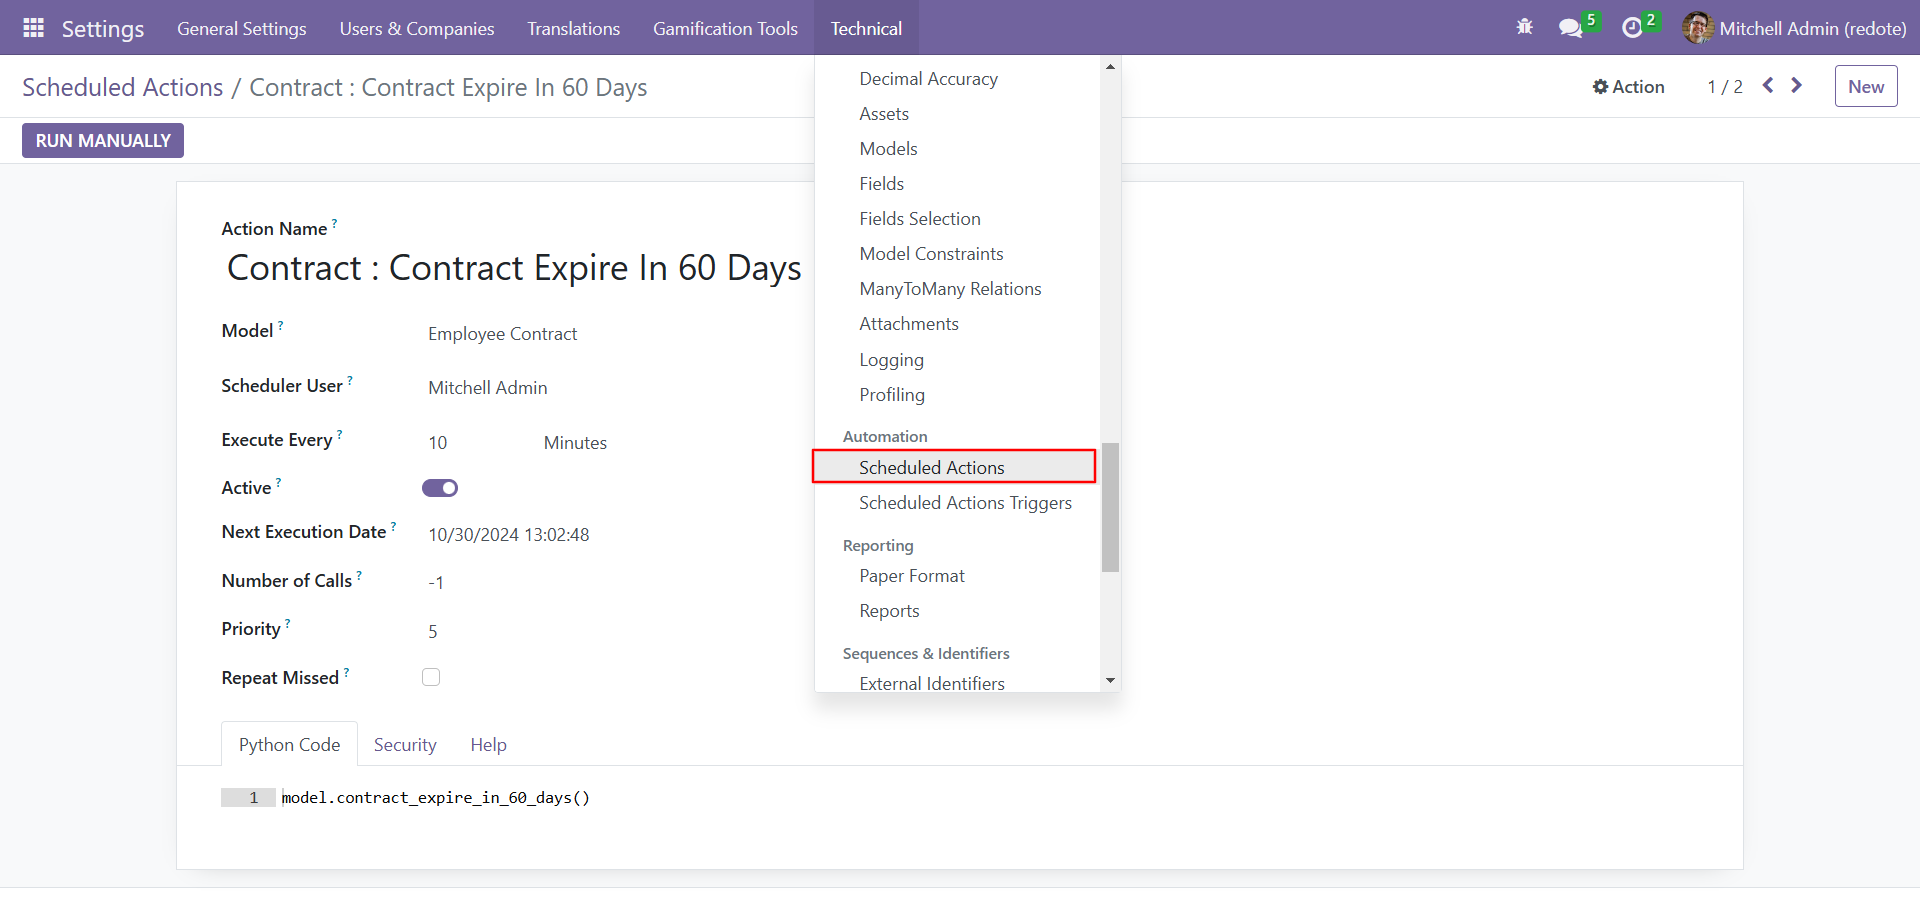 Settings General Settings Users & Companies Translations Gamification Tools Technical 5 2 Mitchell Admin (redote)
Scheduled Actions / Contract : Contract Expire In 60 Days
Action 1 / 2 New
RUN MANUALLY
Action Name ?
Contract : Contract Expire In 60 Days
Model ? Employee Contract
Scheduler User ? Mitchell Admin
Execute Every ? 10 Minutes
Active ?
Next Execution Date ? 10/30/2024 13:02:48
Number of Calls ? -1
Priority ? 5
Repeat Missed ?
Python Code Security Help
1 model.contract_expire_in_60_days()
Decimal Accuracy
Assets
Models
Fields
Fields Selection
Model Constraints
ManyToMany Relations
Attachments
Logging
Profiling
Automation
Scheduled Actions
Scheduled Actions Triggers
Reporting
Paper Format
Reports
Sequences & Identifiers
External Identifiers